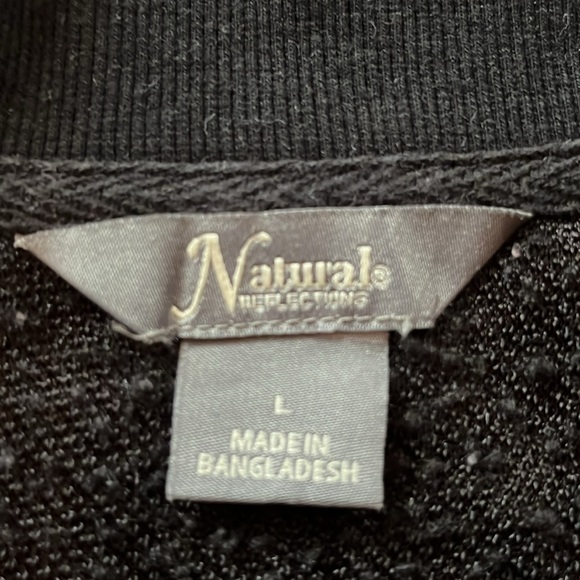 Natural®
REFLECTIONS
L
MADE IN
BANGLADESH